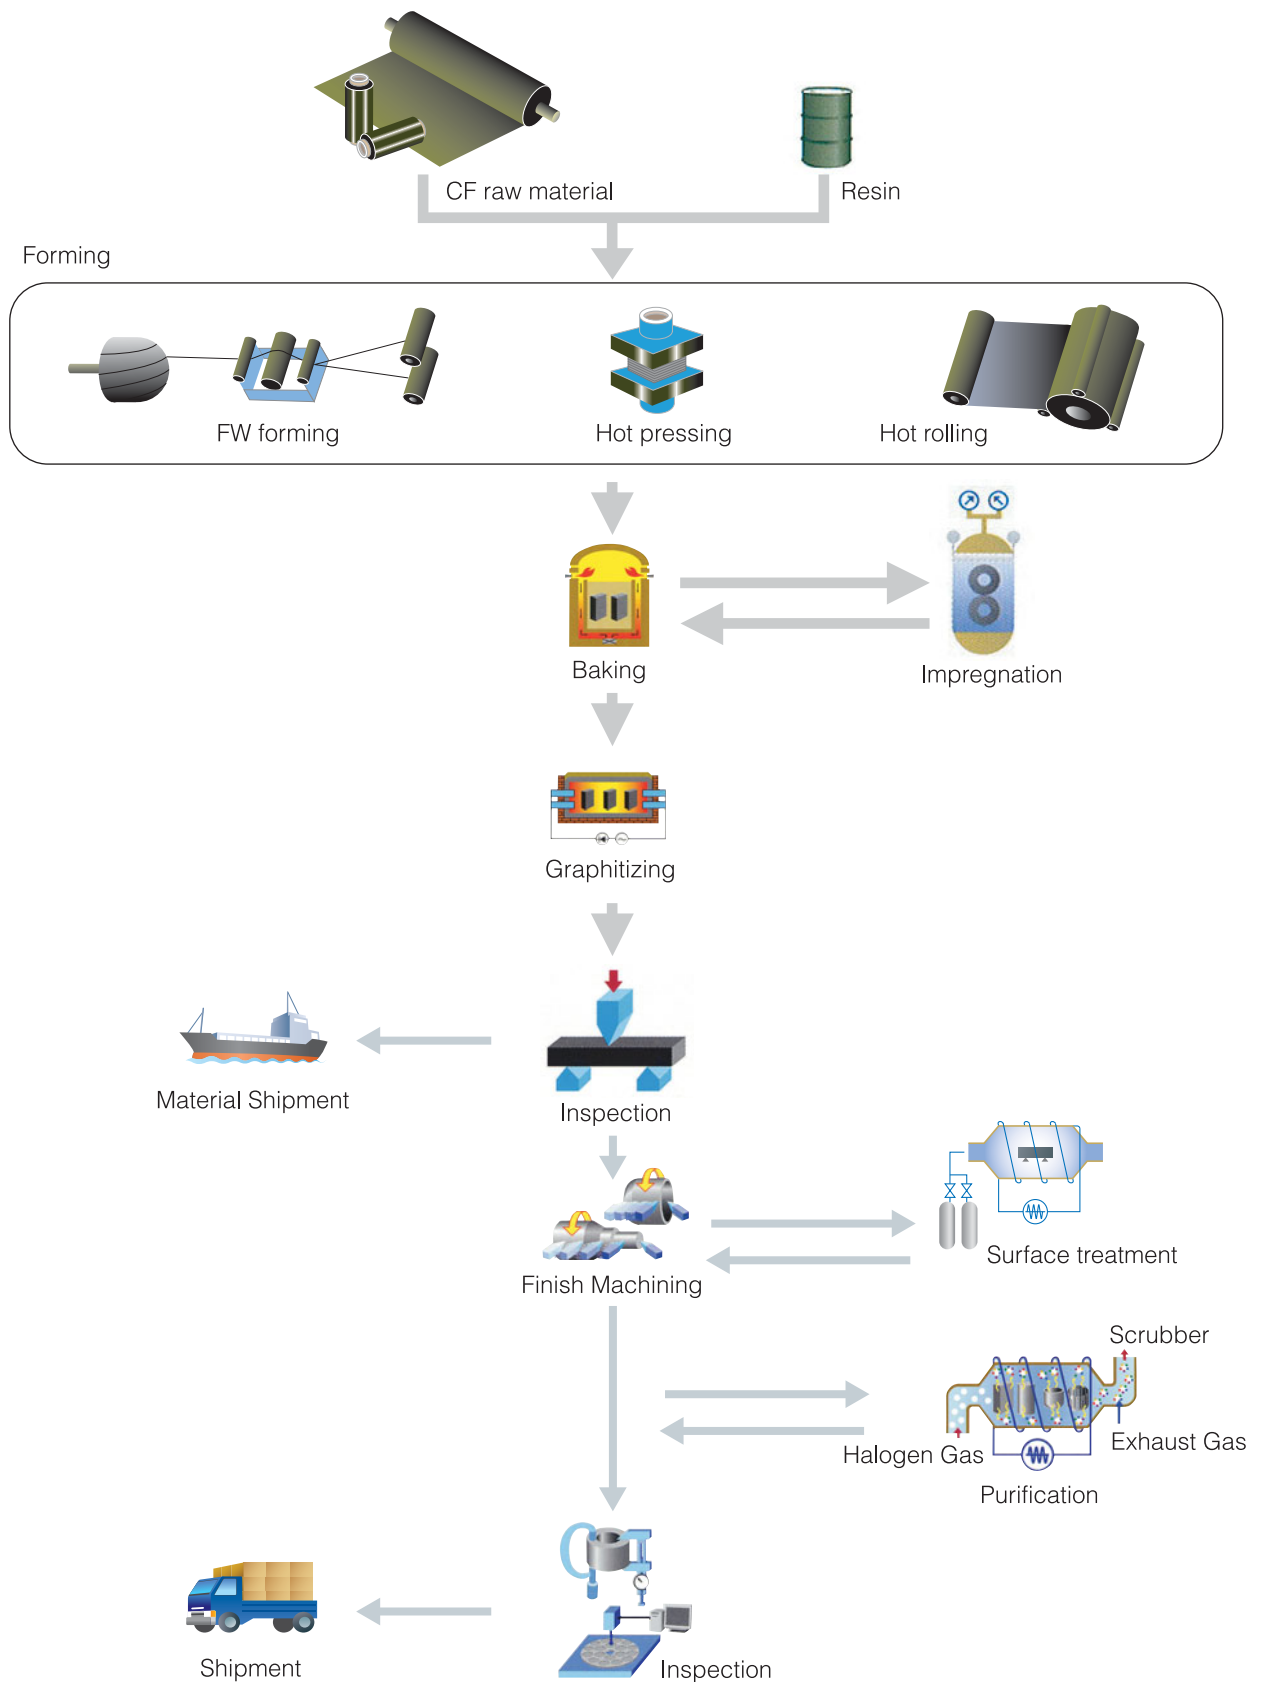 CF raw material
Resin
Forming
FW forming
Hot pressing
Hot rolling
Baking
Impregnation
Graphitizing
Material Shipment
Inspection
Surface treatment
Finish Machining
Scrubber
Halogen Gas
Exhaust Gas
Purification
Shipment
Inspection